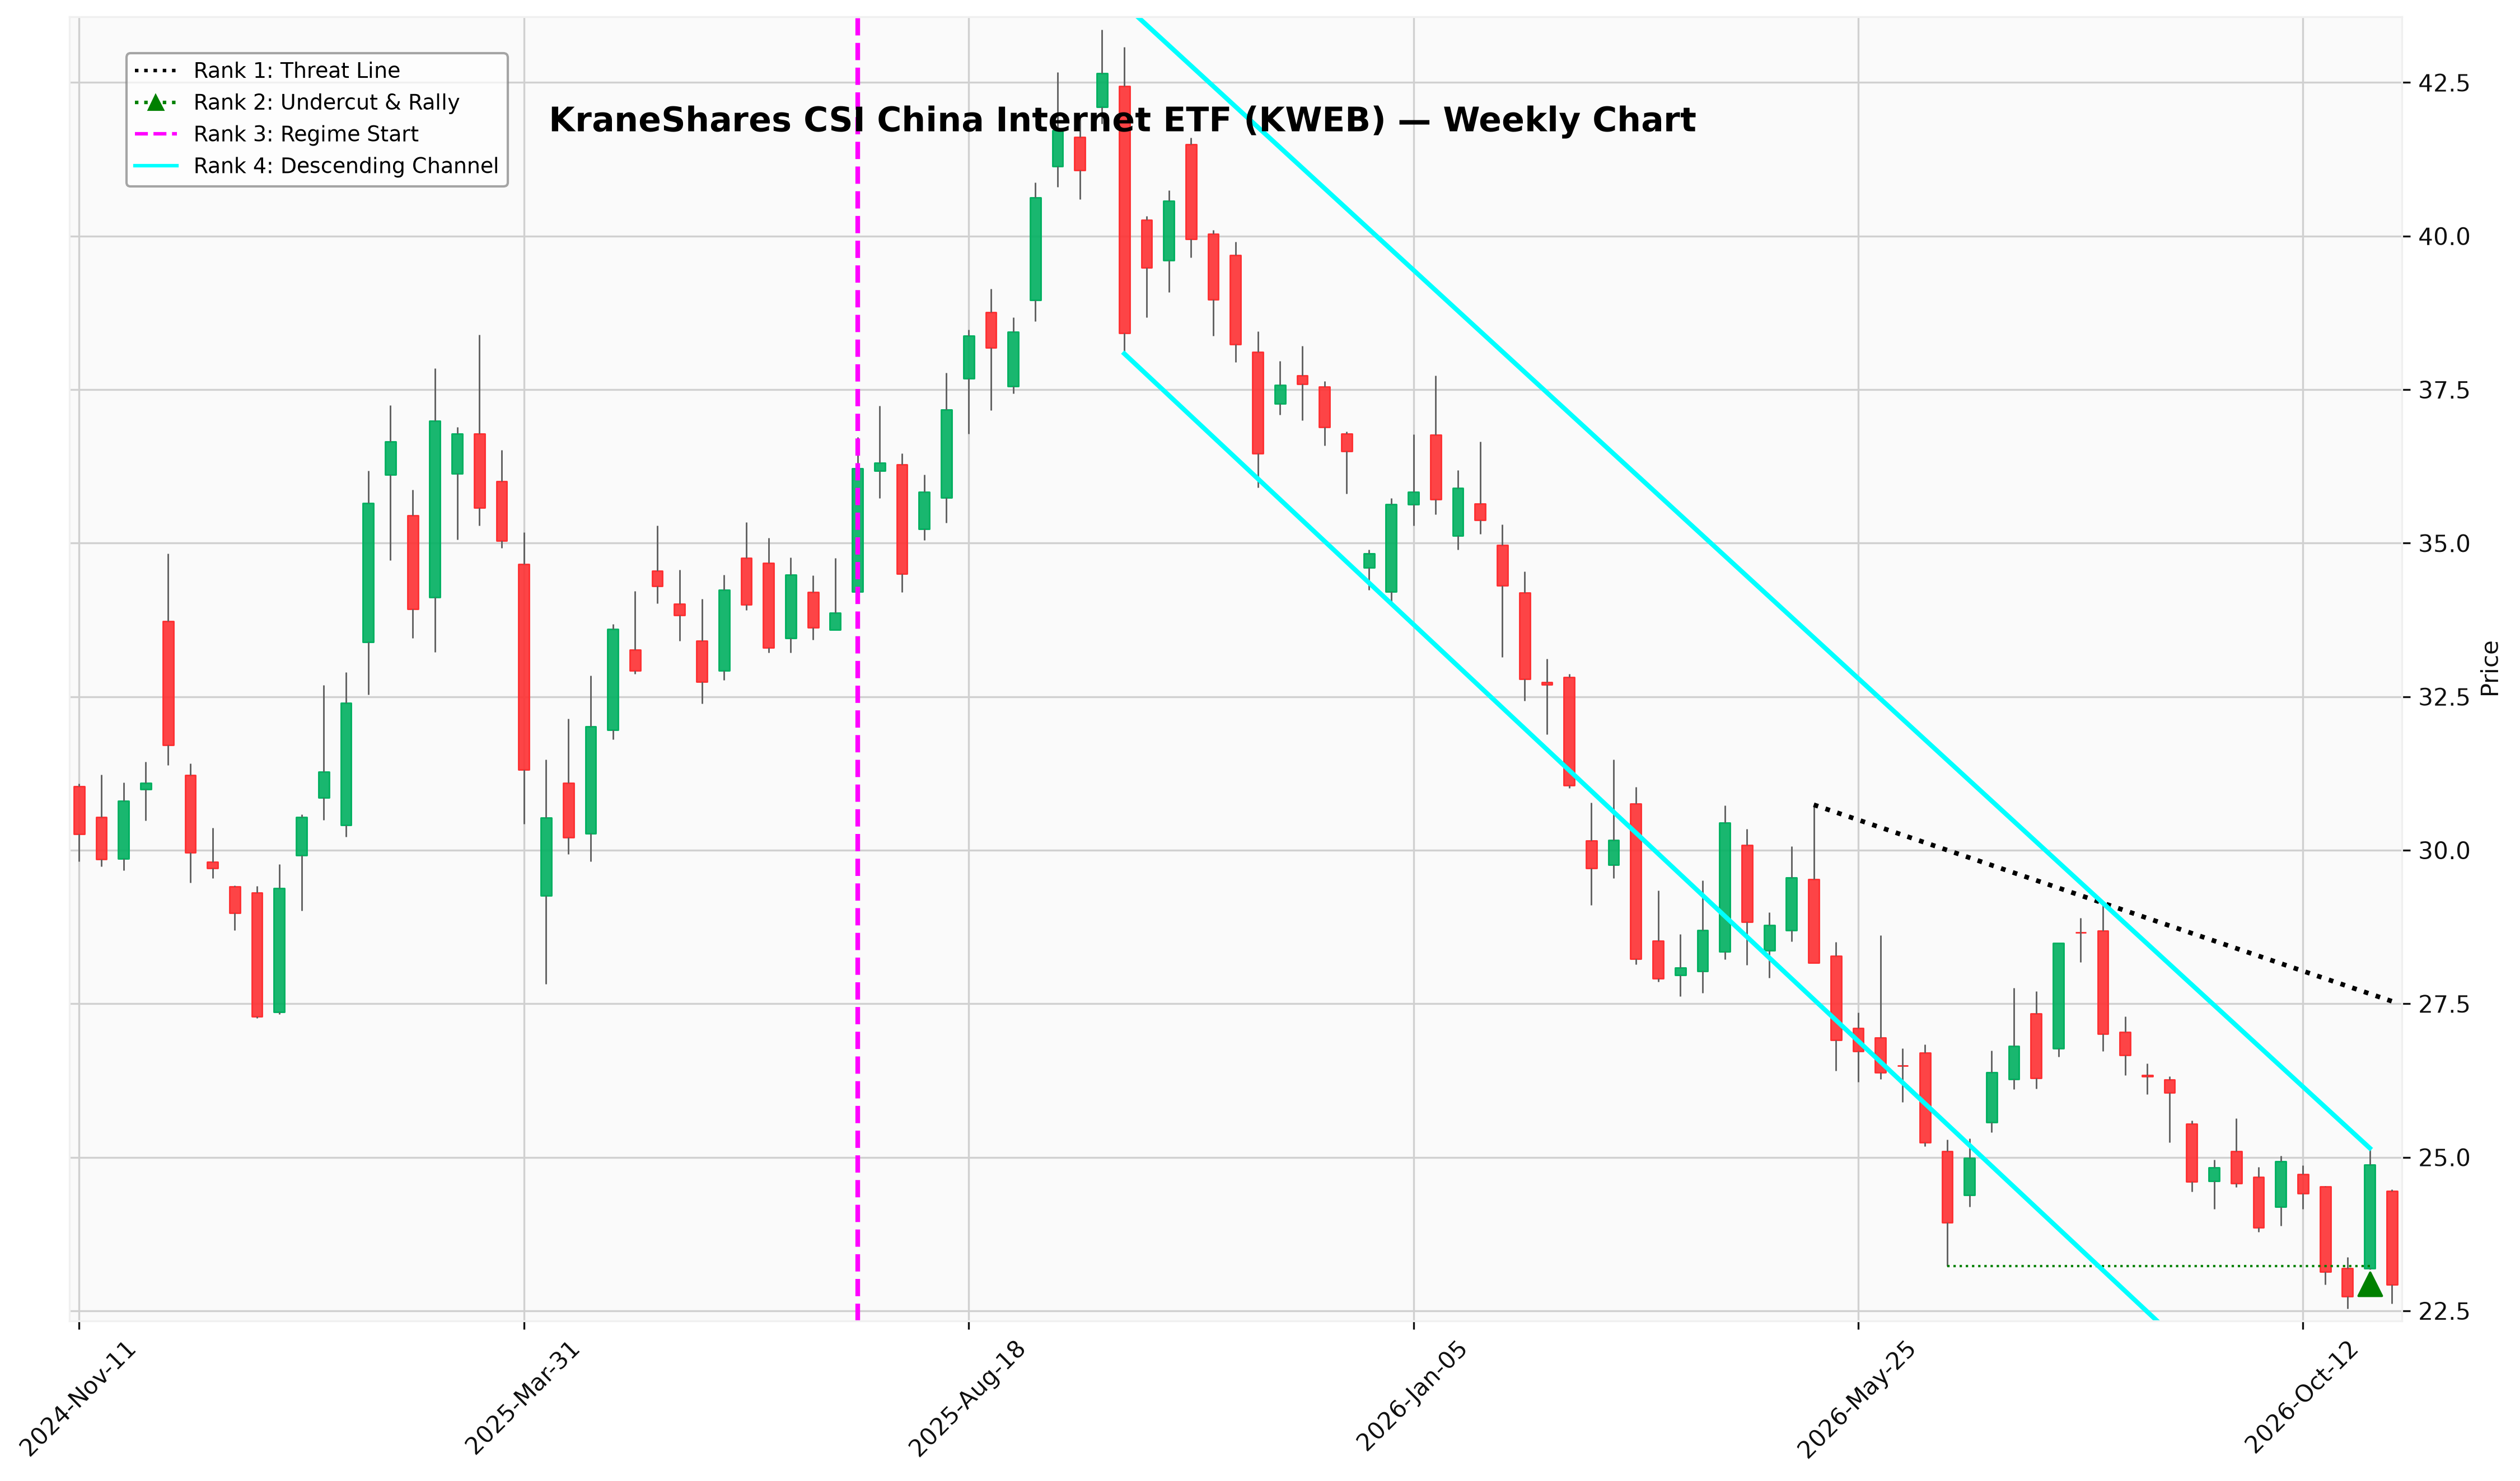 KraneShares CSI China Internet ETF (KWEB) — Weekly Chart
Rank 1: Threat Line
Rank 2: Undercut & Rally
Rank 3: Regime Start
Rank 4: Descending Channel
42.5
40.0
37.5
35.0
32.5
30.0
27.5
25.0
22.5
Price
2024-Nov-11
2025-Mar-31
2025-Aug-18
2026-Jan-05
2026-May-25
2026-Oct-12